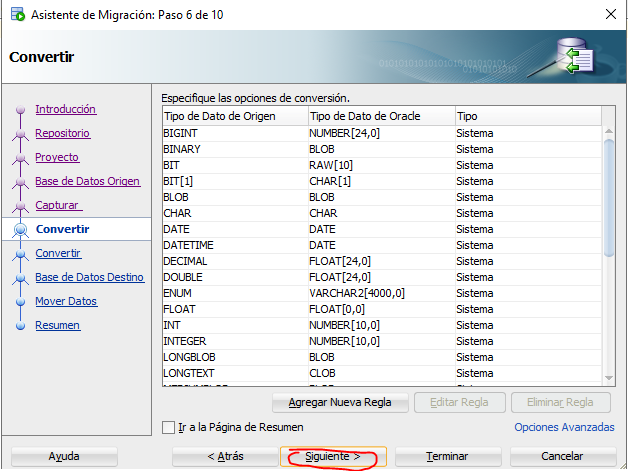 Asistente de Migración: Paso 6 de 10
Convertir
Introducción
Repositorio
Proyecto
Base de Datos Origen
Capturar
Convertir
Convertir
Base de Datos Destino
Mover Datos
Resumen
Especifique las opciones de conversión.
Tipo de Dato de Origen Tipo de Dato de Oracle Tipo
BIGINT NUMBER[24,0] Sistema
BINARY BLOB Sistema
BIT RAW[10] Sistema
BIT[1] CHAR[1] Sistema
BLOB BLOB Sistema
CHAR CHAR Sistema
DATE DATE Sistema
DATETIME DATE Sistema
DECIMAL FLOAT[24,0] Sistema
DOUBLE FLOAT[24,0] Sistema
ENUM VARCHAR2[4000,0] Sistema
FLOAT FLOAT[0,0] Sistema
INT NUMBER[10,0] Sistema
INTEGER NUMBER[10,0] Sistema
LONGBLOB BLOB Sistema
LONGTEXT CLOB Sistema
Agregar Nueva Regla Editar Regla Eliminar Regla
Ir a la Página de Resumen Opciones Avanzadas
Ayuda < Atrás Siguiente > Terminar Cancelar